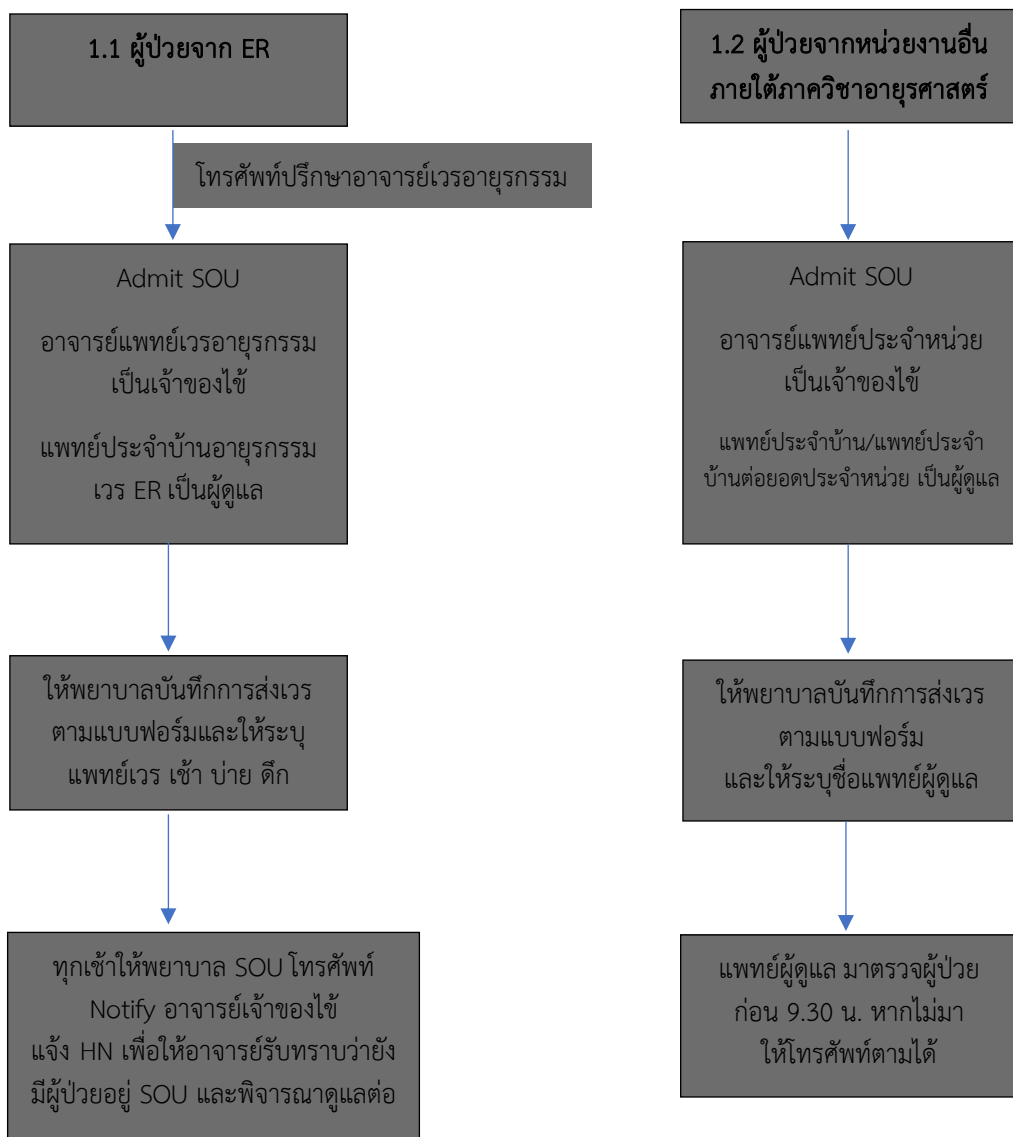 1.1 ผู้ป่วยจาก ER
โทรศัพท์ปรึกษาอาจารย์เวรอายุรกรรม
Admit SOU
อาจารย์แพทย์เวรอายุรกรรม
เป็นเจ้าของไข้
แพทย์ประจำบ้านอายุรกรรม
เวร ER เป็นผู้ดูแล
ให้พยาบาลบันทึกการส่งเวร
ตามแบบฟอร์มและให้ระบุ
แพทย์เวร เช้า บ่าย ดึก
ทุกเช้าให้พยาบาล SOU โทรศัพท์
Notify อาจารย์เจ้าของไข้
แจ้ง HN เพื่อให้อาจารย์รับทราบว่ายัง
มีผู้ป่วยอยู่ SOU และพิจารณาดูแลต่อ
1.2 ผู้ป่วยจากหน่วยงานอื่น
ภายใต้ภาควิชาอายุรศาสตร์
Admit SOU
อาจารย์แพทย์ประจำหน่วย
เป็นเจ้าของไข้
แพทย์ประจำบ้าน/แพทย์ประจำ
บ้านต่อยอดประจำหน่วย เป็นผู้ดูแล
ให้พยาบาลบันทึกการส่งเวร
ตามแบบฟอร์ม
และให้ระบุชื่อแพทย์ผู้ดูแล
แพทย์ผู้ดูแล มาตรวจผู้ป่วย
ก่อน 9.30 น. หากไม่มา
ให้โทรศัพท์ตามได้